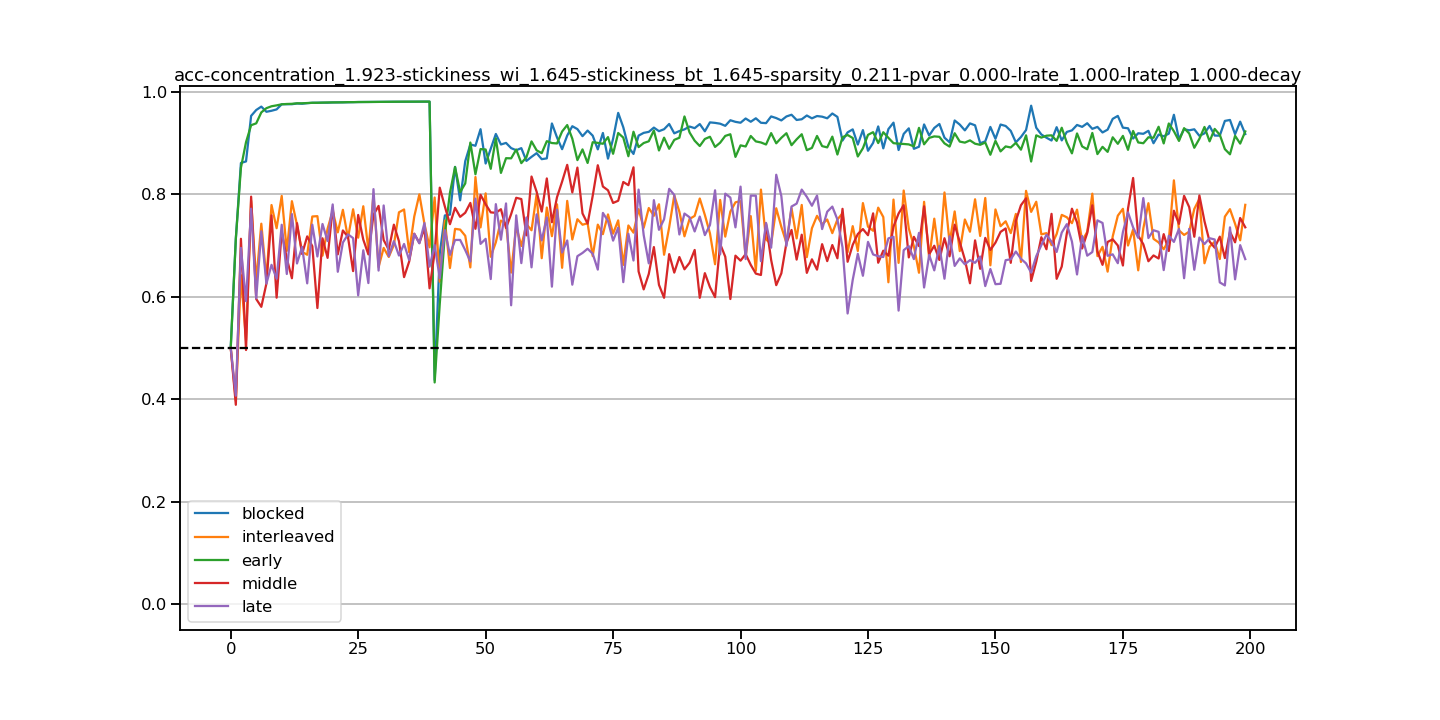 acc-concentration_1.923-stickiness_wi_1.645-stickiness_bt_1.645-sparsity_0.211-pvar_0.000-lrate_1.000-lratep_1.000-decay
1.0
0.8
0.6
0.4
0.2
0.0
blocked
interleaved
early
middle
late
0 25 50 75 100 125 150 175 200